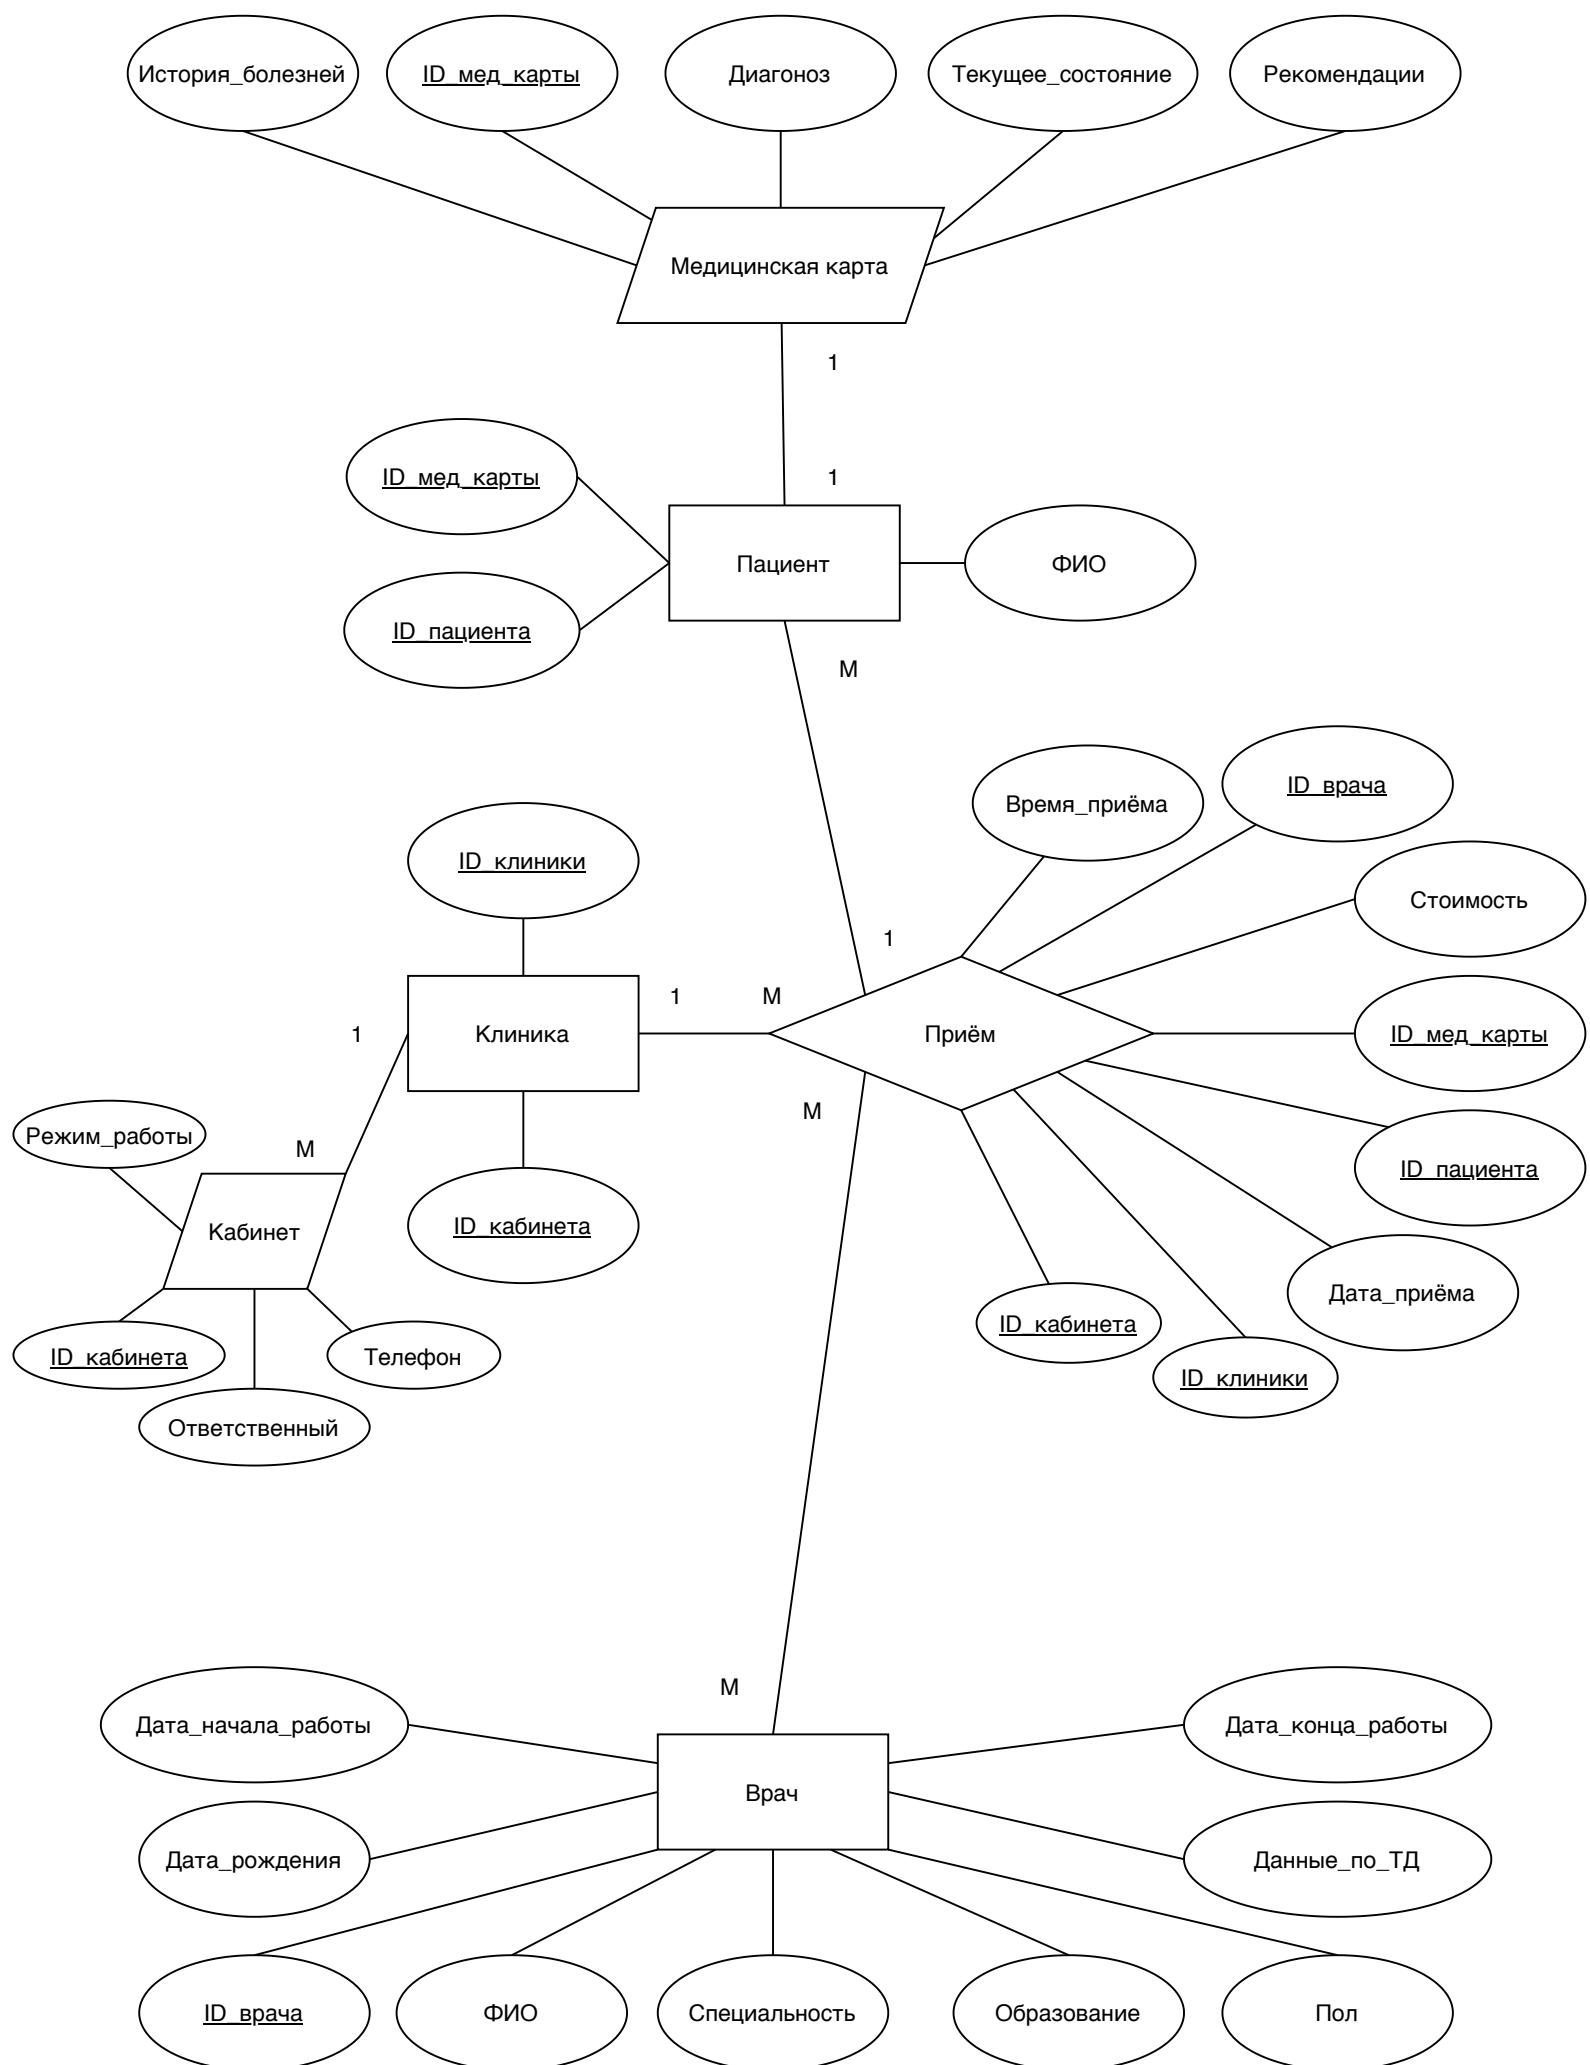 История_болезней
ID_мед_карты
Диагоноз
Текущее_состояние
Рекомендации
Медицинская карта
1
ID_мед_карты
1
Пациент
ФИО
ID_пациента
М
Время_приёма
ID_врача
ID_клиники
Стоимость
1
1
М
1
Клиника
Приём
ID_мед_карты
М
Режим_работы
М
ID_пациента
Кабинет
ID_кабинета
Дата_приёма
ID_кабинета
ID_кабинета
Телефон
ID_клиники
Ответственный
М
Дата_начала_работы
Дата_конца_работы
Врач
Дата_рождения
Данные_по_ТД
ID_врача
ФИО
Специальность
Образование
Пол